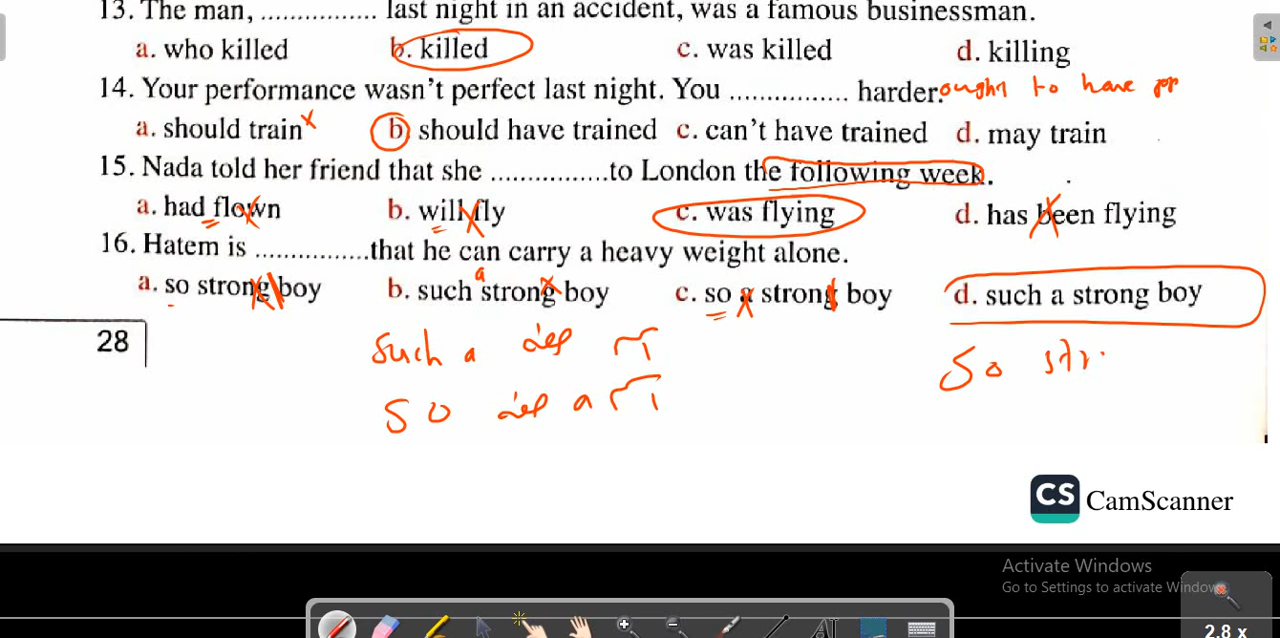 13. The man, ................ last night in an accident, was a famous businessman.
a. who killed b. killed c. was killed d. killing
14. Your performance wasn't perfect last night. You ................ harder. ought to have pp
a. should train b should have trained c. can't have trained d. may train
15. Nada told her friend that she ................to London the following week.
a. had flown b. will fly c. was flying d. has been flying
16. Hatem is ................that he can carry a heavy weight alone.
a
a. so strong boy b. such strong boy c. so a strong boy d. such a strong boy
28
such a صفة
so صفة a
So str
CS CamScanner
Activate Windows
Go to Settings to activate Windows
2.8 x